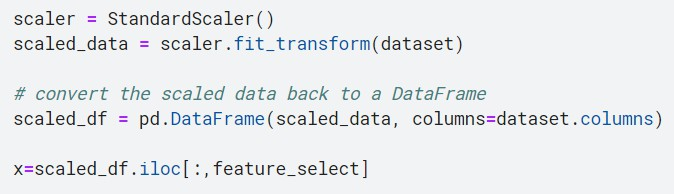 scaler = StandardScaler()
scaled_data = scaler.fit_transform(dataset)
# convert the scaled data back to a DataFrame
scaled_df = pd.DataFrame(scaled_data, columns=dataset.columns)
x=scaled_df.iloc[:,feature_select]